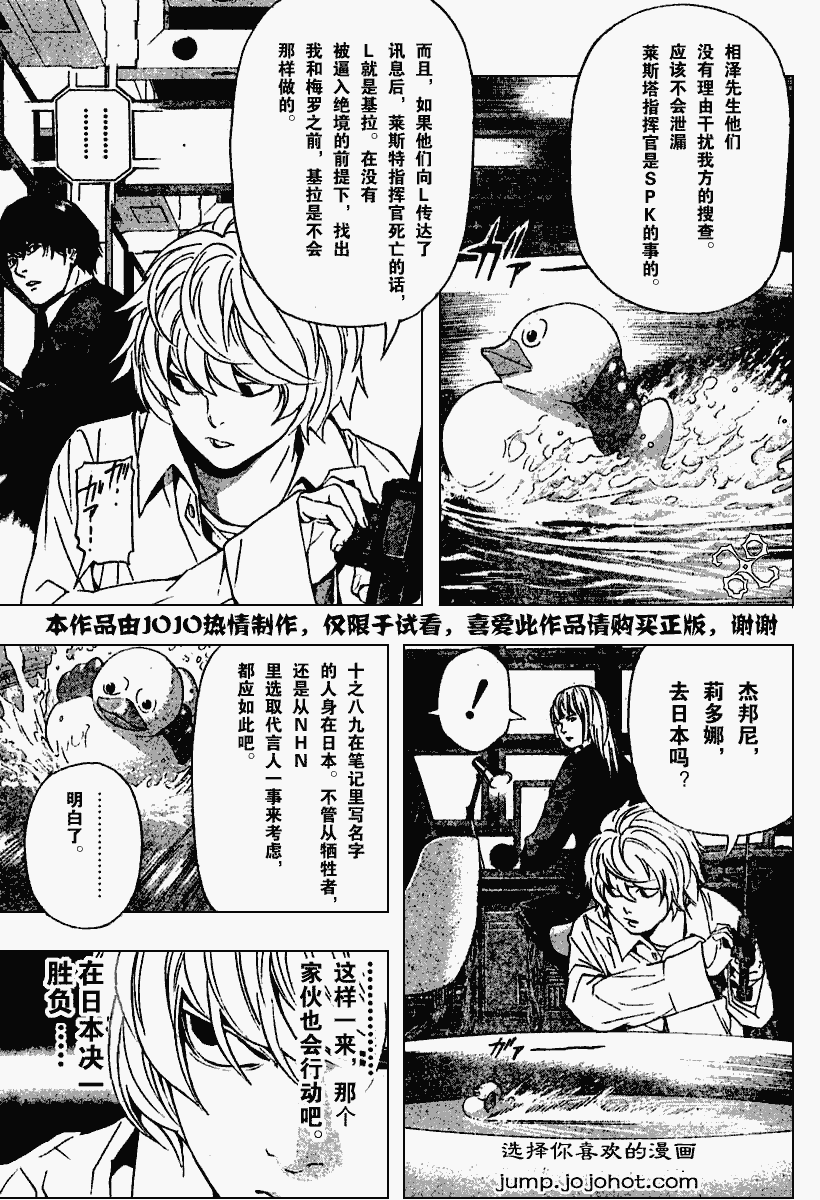 相泽先生他们
没有理由干扰我方的搜查。
应该不会泄漏
莱斯塔指挥官是SPK的事的。
ガァー
而且，如果他们向L传达了
讯息后，莱斯特指挥官死亡的话，
L就是基拉。在没有
被逼入绝境的前提下，找出
我和梅罗之前，基拉是不会
那样做的。
………
ガガ…
本作品由JOJO热情制作，仅限于试看，喜爱此作品请购买正版，谢谢
杰邦尼，
莉多娜，
去日本吗？
！
ガァー
十之八九在笔记里写名字
的人身在日本。不管从牺牲者，
还是从NHN
里选取代言人一事来考虑，
都应如此吧。
…………
明白了。
…………
这样一来，那个
家伙也会行动吧。
在日本决一
胜负……
选择你喜欢的漫画
jump.jojohot.com